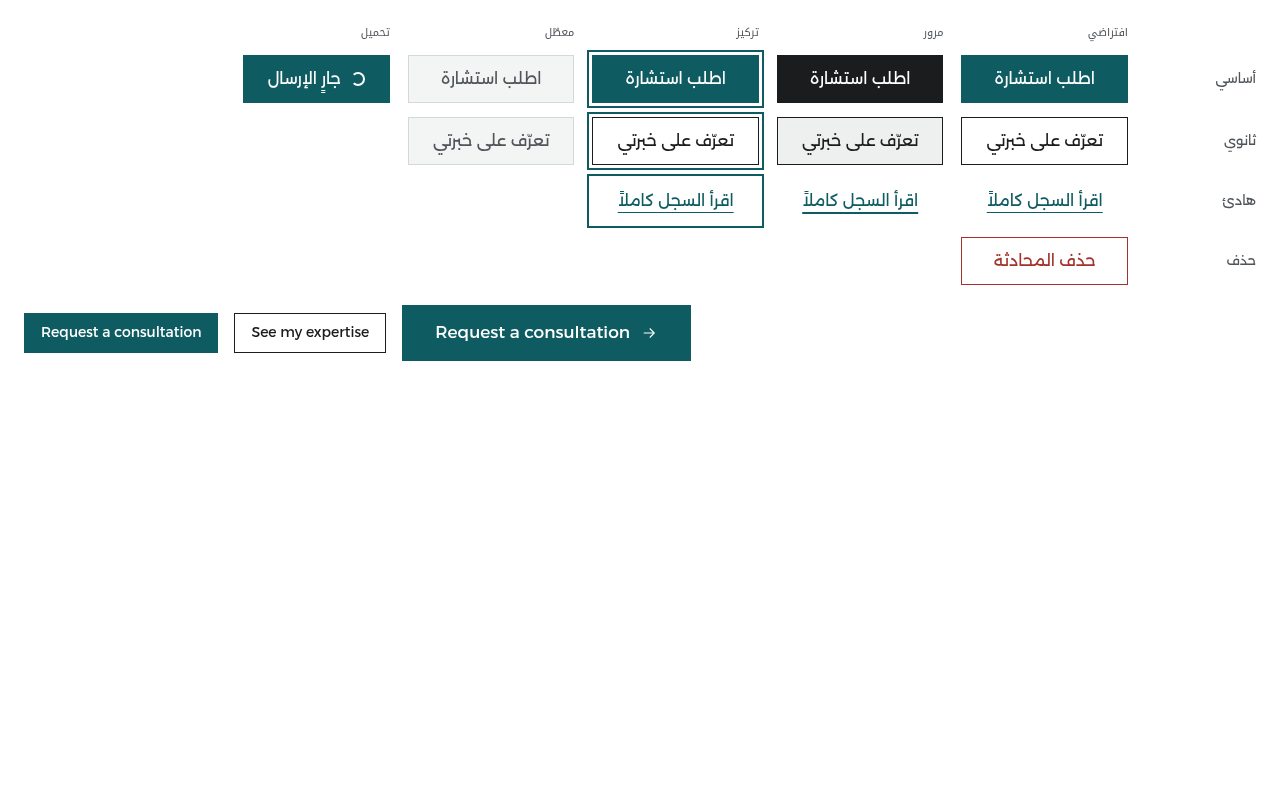 افتراضي مرور تركيز معطّل تحميل
أساسي اطلب استشارة اطلب استشارة اطلب استشارة اطلب استشارة جارٍ الإرسال
ثانوي تعرّف على خبرتي تعرّف على خبرتي تعرّف على خبرتي تعرّف على خبرتي
هادئ اقرأ السجل كاملاً اقرأ السجل كاملاً اقرأ السجل كاملاً
حذف حذف المحادثة
Request a consultation See my expertise Request a consultation →